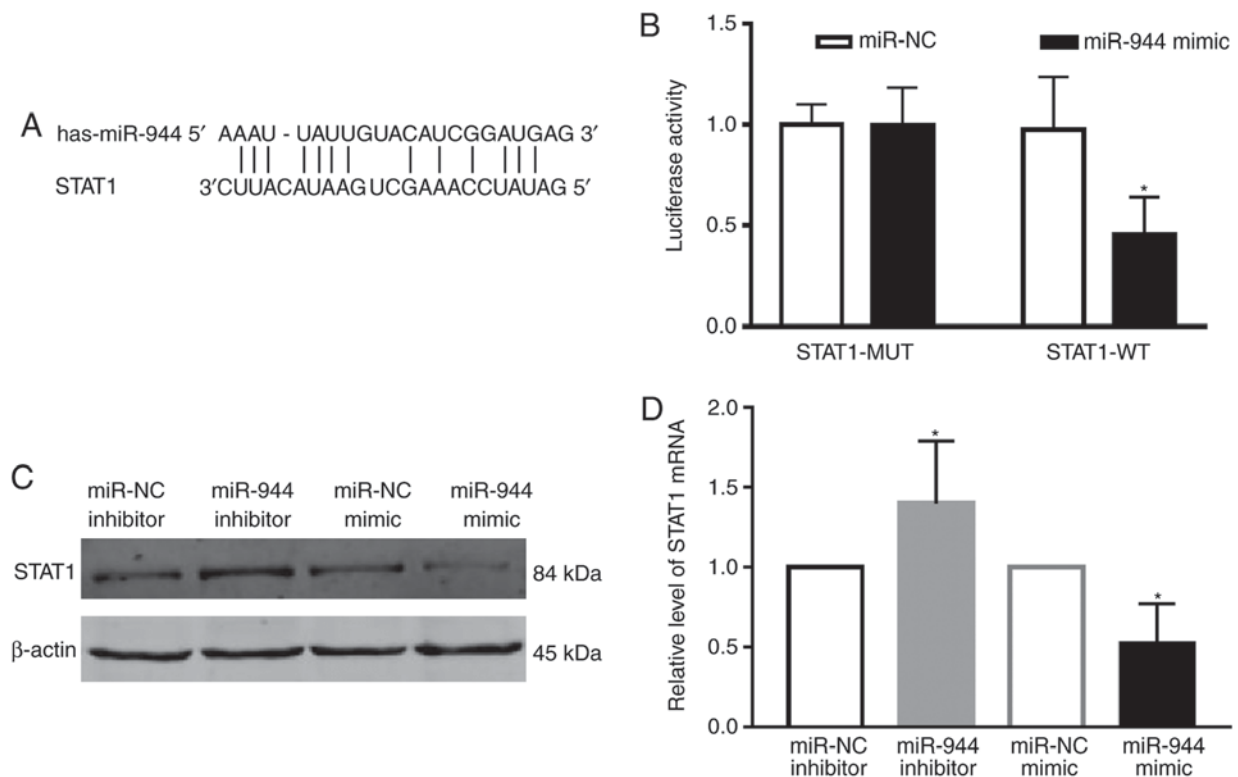 A
has-miR-944 5′ AAAU - UAUUGUACAUCGGAUGAG 3′
STAT1 3′CUUACAUAAGUCGAAACCUAUAG 5′
B
miR-NC
miR-944 mimic
Luciferase activity
1.5
1.0
0.5
0.0
*
STAT1-MUT
STAT1-WT
C
miR-NC inhibitor
miR-944 inhibitor
miR-NC mimic
miR-944 mimic
STAT1
84 kDa
β-actin
45 kDa
D
Relative level of STAT1 mRNA
2.0
1.5
1.0
0.5
0.0
*
*
miR-NC inhibitor
miR-944 inhibitor
miR-NC mimic
miR-944 mimic